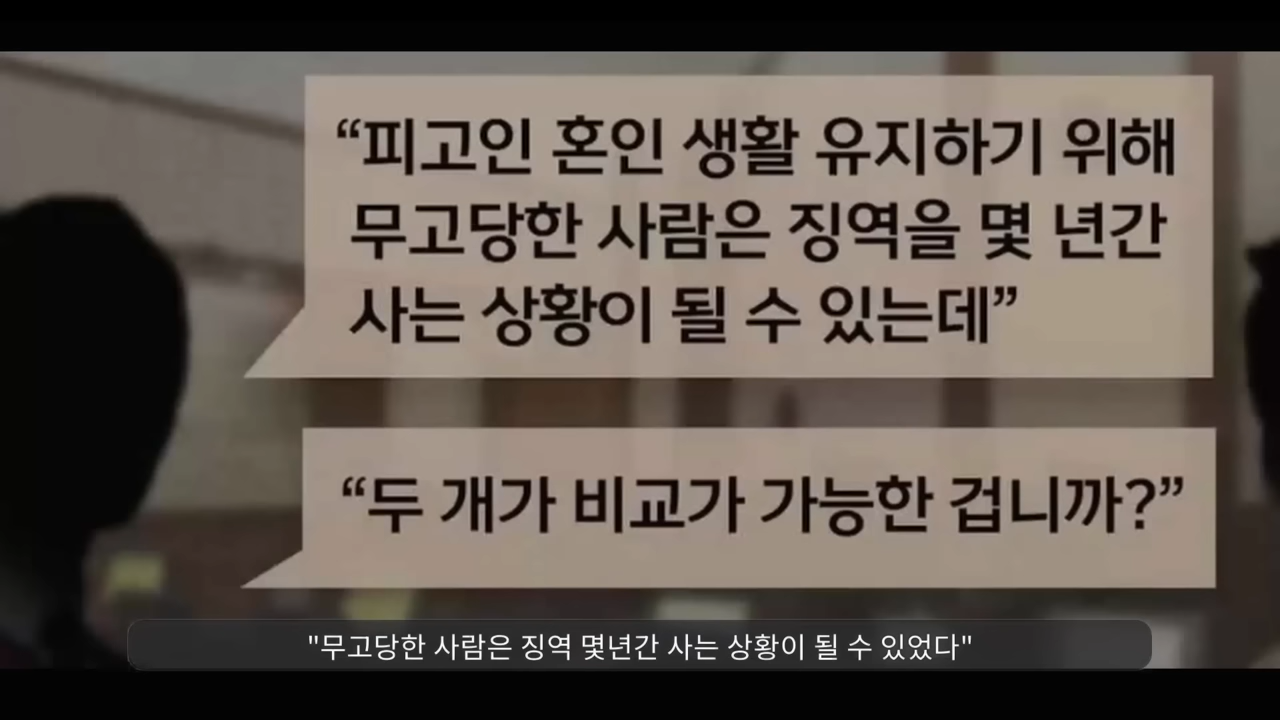 “피고인 혼인 생활 유지하기 위해
무고당한 사람은 징역을 몇 년간
사는 상황이 될 수 있는데”
“두 개가 비교가 가능한 겁니까?”
"무고당한 사람은 징역 몇년간 사는 상황이 될 수 있었다"